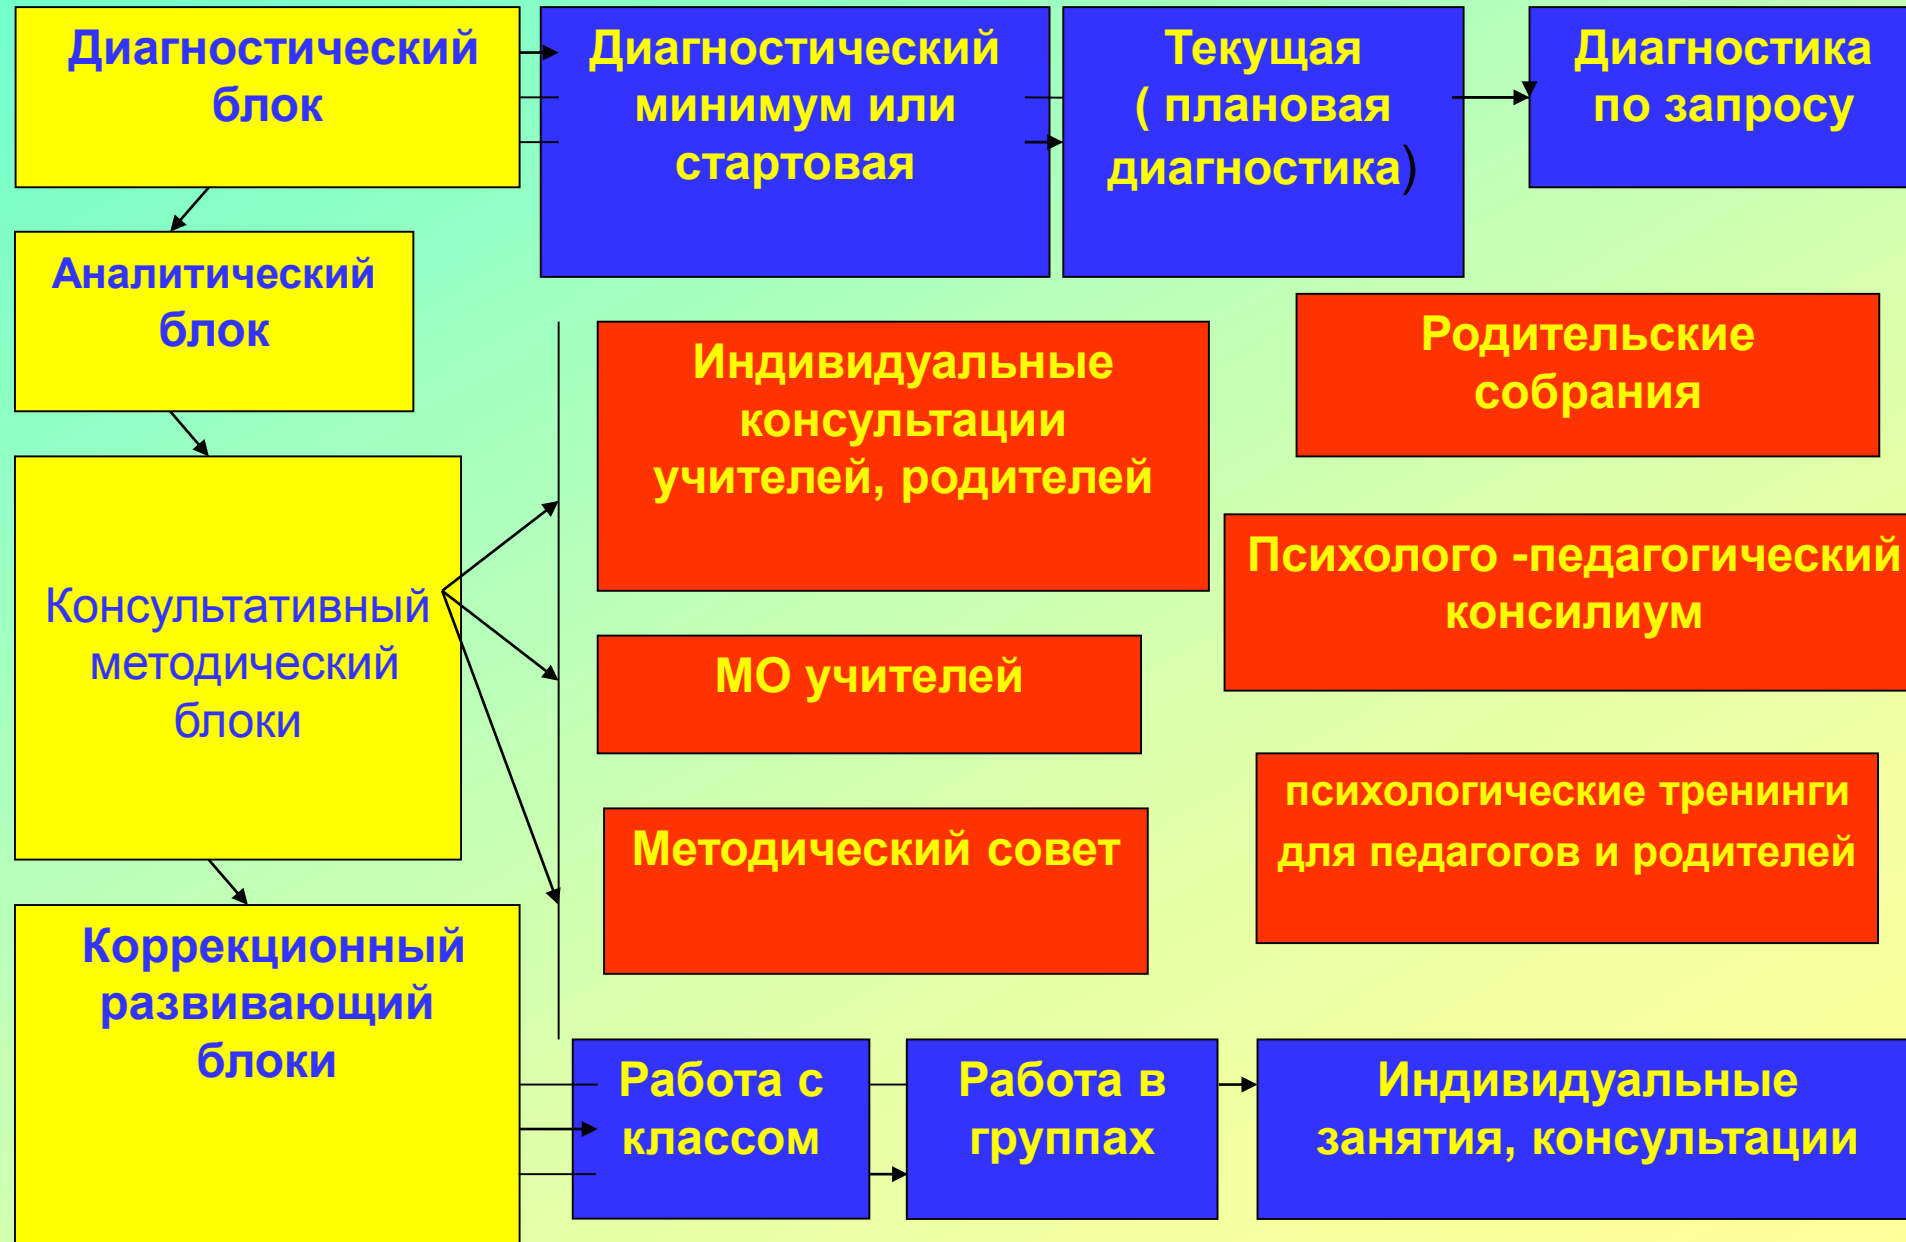 Диагностический
блок
Диагностический
минимум или
стартовая
Текущая
( плановая
диагностика)
Диагностика
по запросу
Аналитический
блок
Индивидуальные
консультации
учителей, родителей
Родительские
собрания
Консультативный
методический
блоки
Психолого -педагогический
консилиум
МО учителей
Методический совет
психологические тренинги
для педагогов и родителей
Коррекционный
развивающий
блоки
Работа с
классом
Работа в
группах
Индивидуальные
занятия, консультации